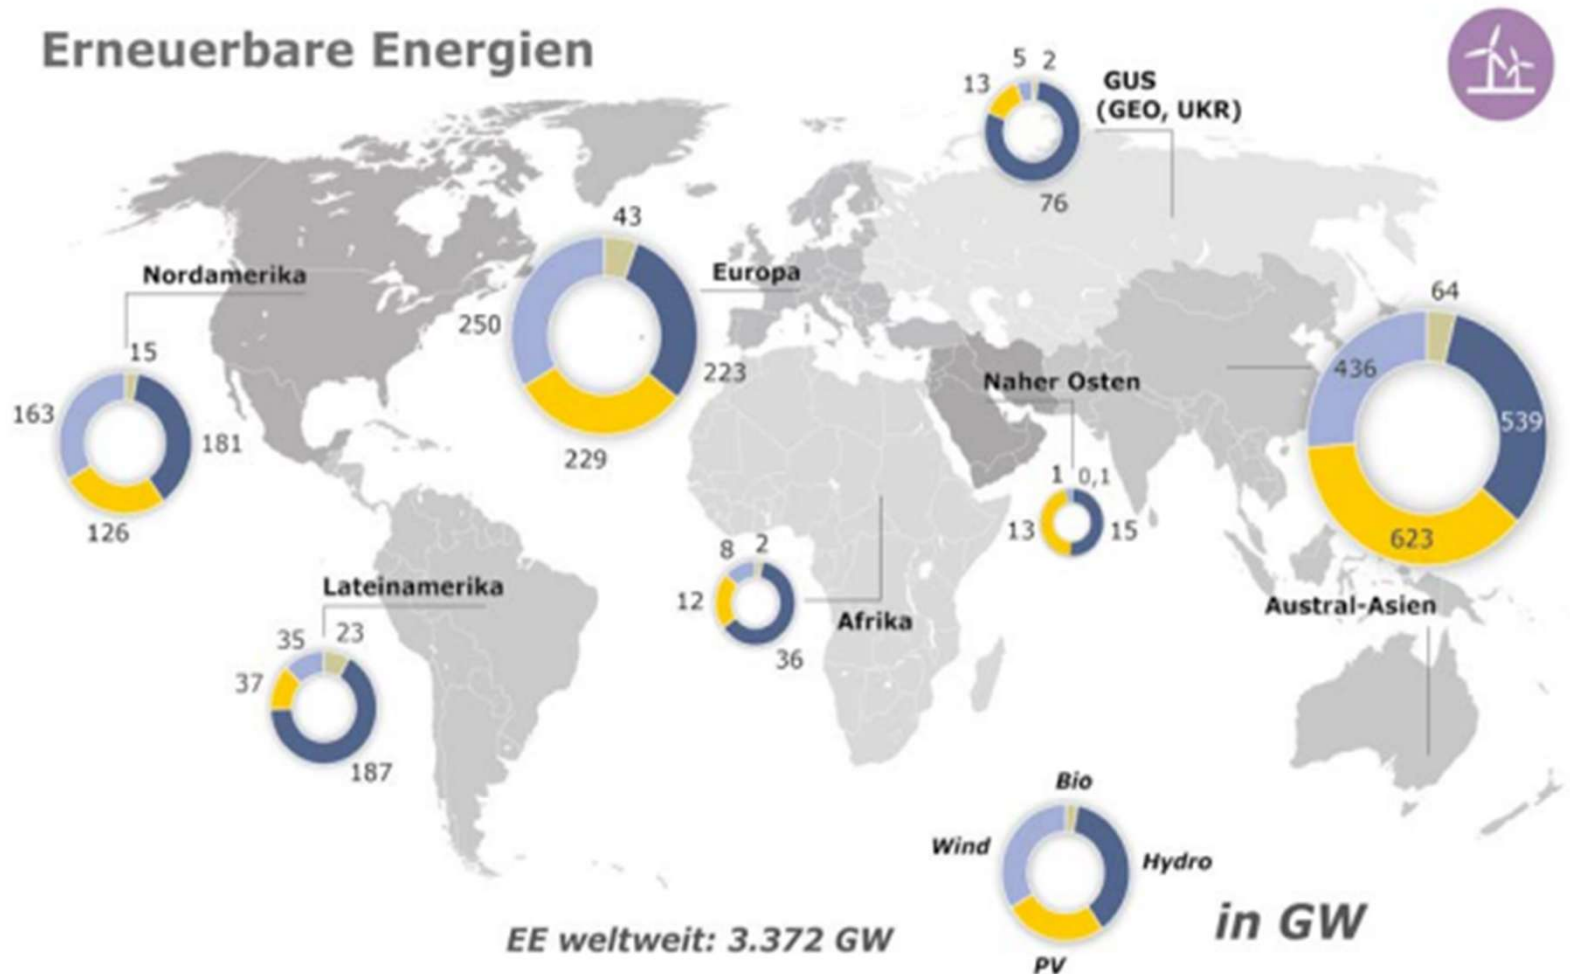 Erneuerbare Energien
5 2
13
GUS
(GEO, UKR)
76
43
Nordamerika
Europa
250
223
229
15
163
181
126
64
436
539
623
Naher Osten
1 0,1
13
15
Lateinamerika
35 23
37
187
8 2
12
36
Afrika
Austral-Asien
Bio
Wind
Hydro
PV
EE weltweit: 3.372 GW
in GW